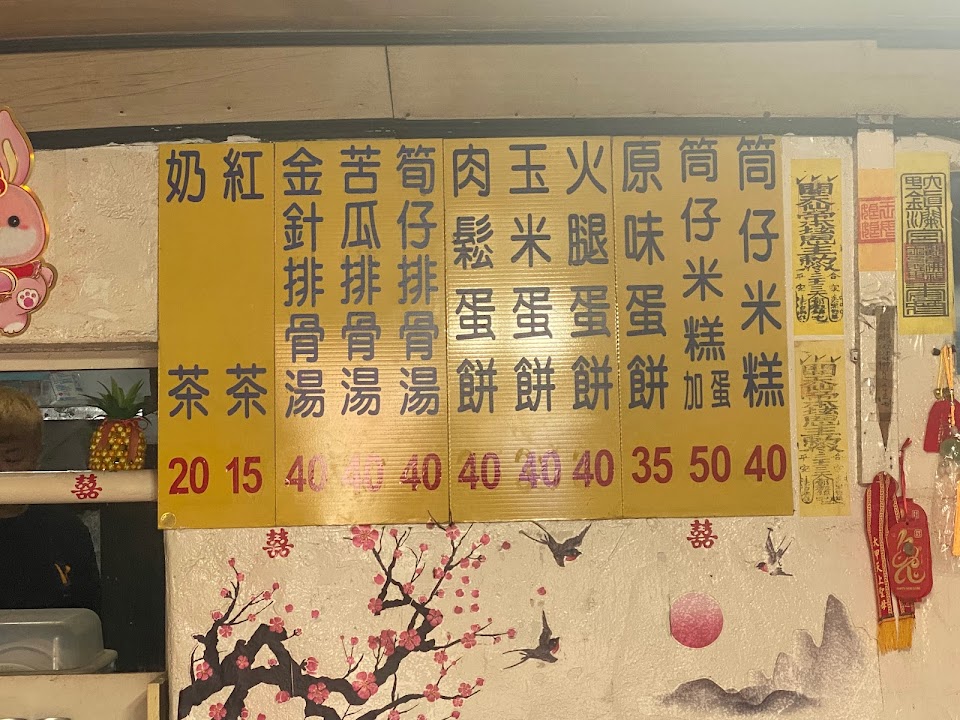 筒仔米糕 40
筒仔米糕加蛋 50
原味蛋餅 35
火腿蛋餅 40
玉米蛋餅 40
肉鬆蛋餅 40
筍仔排骨湯 40
苦瓜排骨湯 40
金針排骨湯 40
紅茶 15
奶茶 20
囍
囍
囍